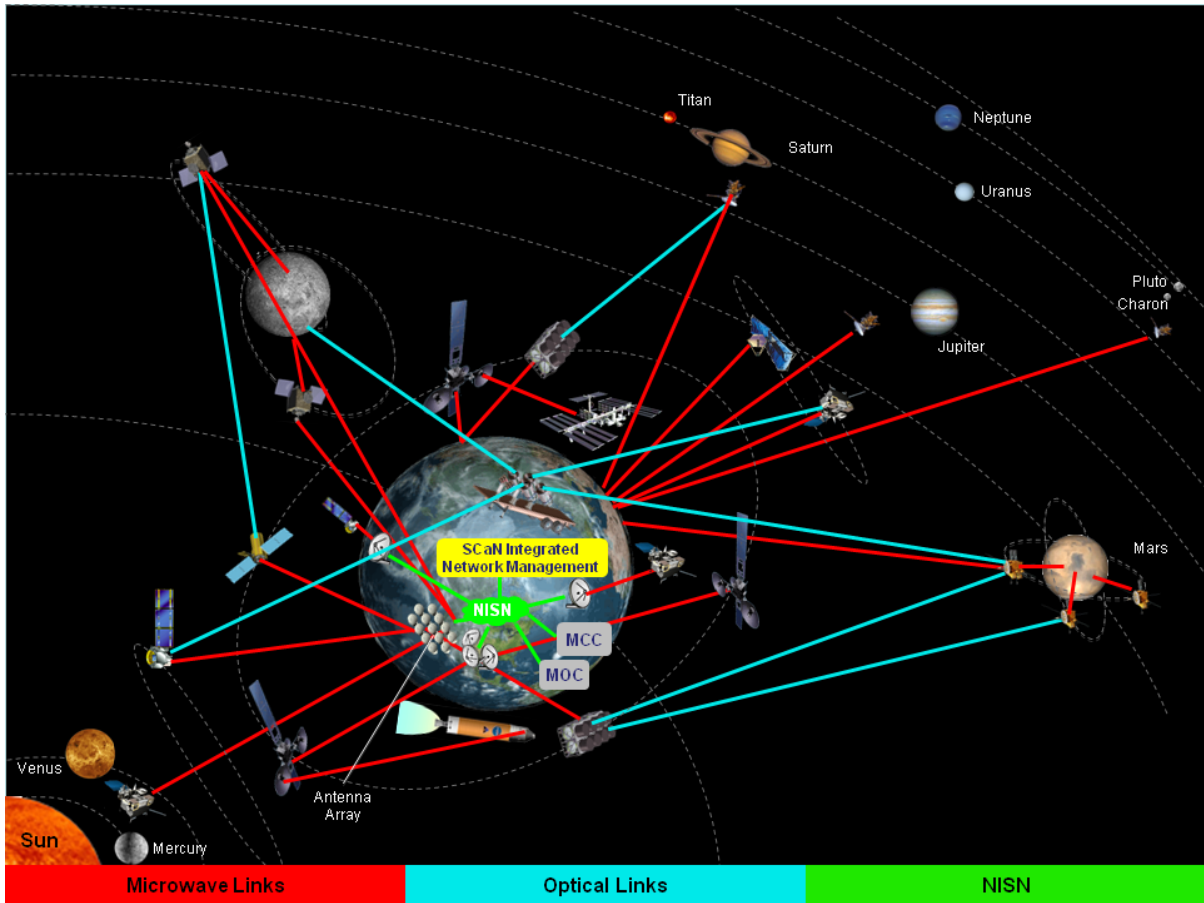 Titan
Saturn
Neptune
Uranus
Pluto
Charon
Jupiter
Mars
SCaN Integrated
Network Management
NISN
MCC
MOC
Antenna
Array
Venus
Sun
Mercury
Microwave Links
Optical Links
NISN